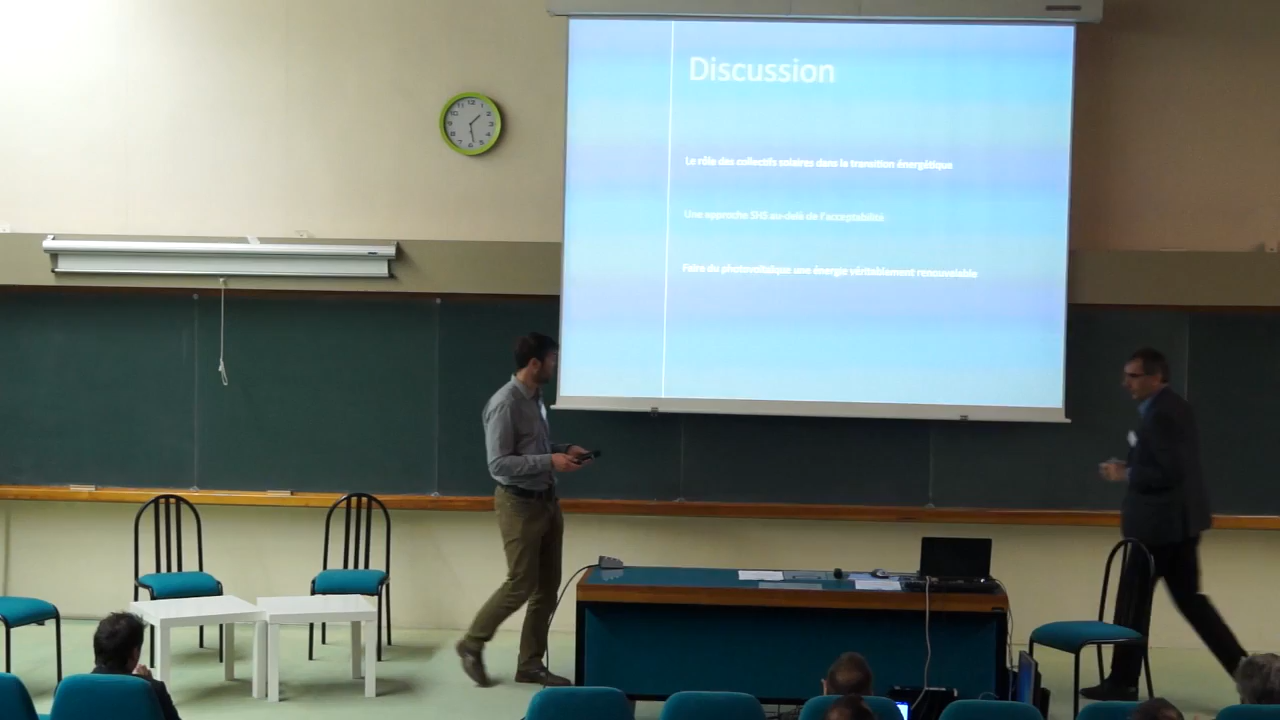 Discussion
Le rôle des collectifs solaires dans la transition énergétique
Une approche SHS au-delà de l'acceptabilité
Faire du photovoltaïque une énergie véritablement renouvelable